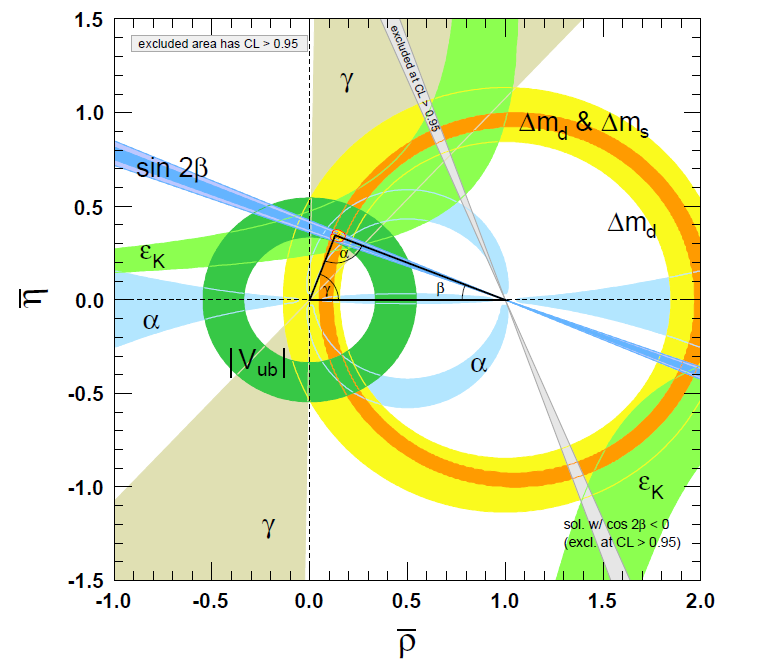 1.5
excluded area has CL > 0.95
γ
excluded at CL > 0.95
1.0
Δm_d & Δm_s
sin 2β
0.5
Δm_d
ε_K
α
0.0
γ
β
α
α
|V_ub|
-0.5
ε_K
-1.0
γ
sol. w/ cos 2β < 0
(excl. at CL > 0.95)
-1.5
-1.0 -0.5 0.0 0.5 1.0 1.5 2.0
ρ̅
η̅